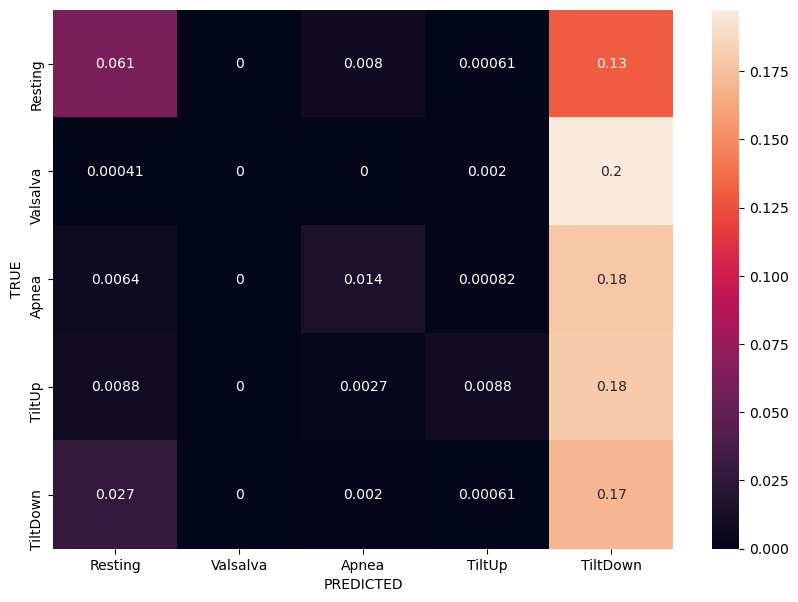 TRUE
Resting 0.061 0 0.008 0.00061 0.13
Valsalva 0.00041 0 0 0.002 0.2
Apnea 0.0064 0 0.014 0.00082 0.18
TiltUp 0.0088 0 0.0027 0.0088 0.18
TiltDown 0.027 0 0.002 0.00061 0.17
Resting Valsalva Apnea TiltUp TiltDown
PREDICTED
0.175
0.150
0.125
0.100
0.075
0.050
0.025
0.000